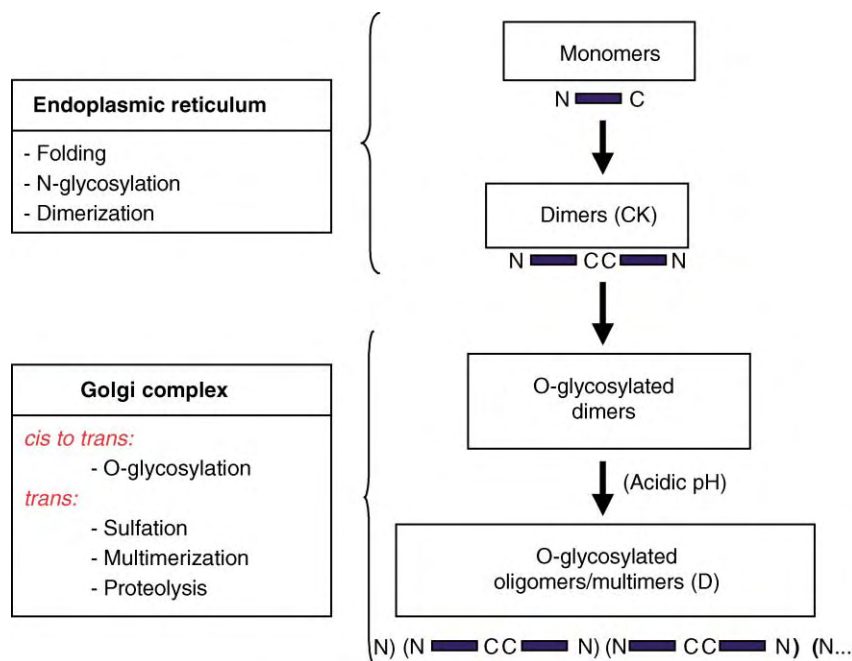 Monomers
N C
Endoplasmic reticulum
- Folding
- N-glycosylation
- Dimerization
Dimers (CK)
N CC N
Golgi complex
cis to trans:
- O-glycosylation
trans:
- Sulfation
- Multimerization
- Proteolysis
O-glycosylated
dimers
(Acidic pH)
O-glycosylated
oligomers/multimers (D)
N) (N CC N) (N CC N) (N...